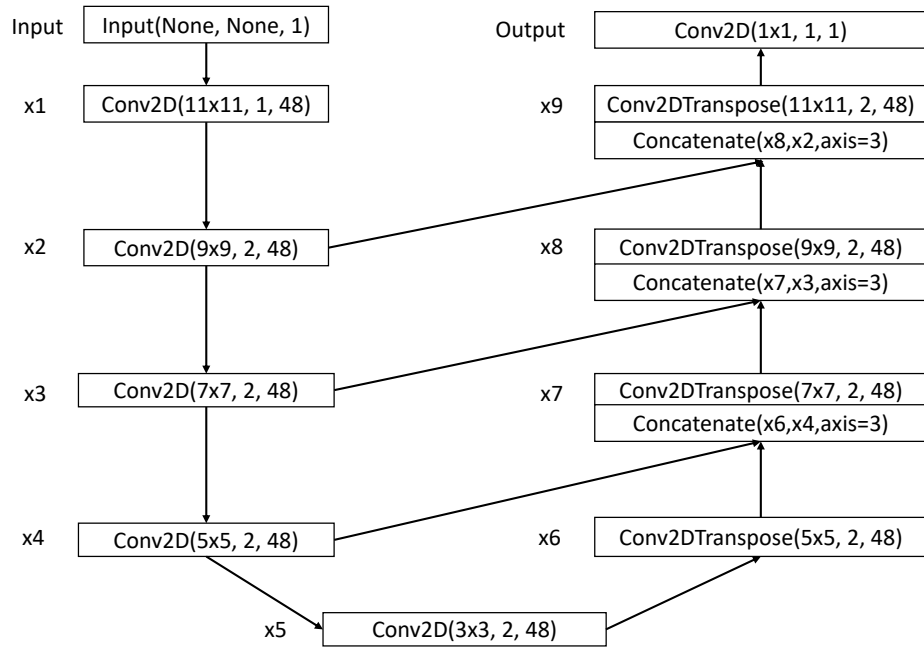 Input
Input(None, None, 1)
x1
Conv2D(11x11, 1, 48)
x2
Conv2D(9x9, 2, 48)
x3
Conv2D(7x7, 2, 48)
x4
Conv2D(5x5, 2, 48)
x5
Conv2D(3x3, 2, 48)
Output
Conv2D(1x1, 1, 1)
x9
Conv2DTranspose(11x11, 2, 48)
Concatenate(x8,x2,axis=3)
x8
Conv2DTranspose(9x9, 2, 48)
Concatenate(x7,x3,axis=3)
x7
Conv2DTranspose(7x7, 2, 48)
Concatenate(x6,x4,axis=3)
x6
Conv2DTranspose(5x5, 2, 48)